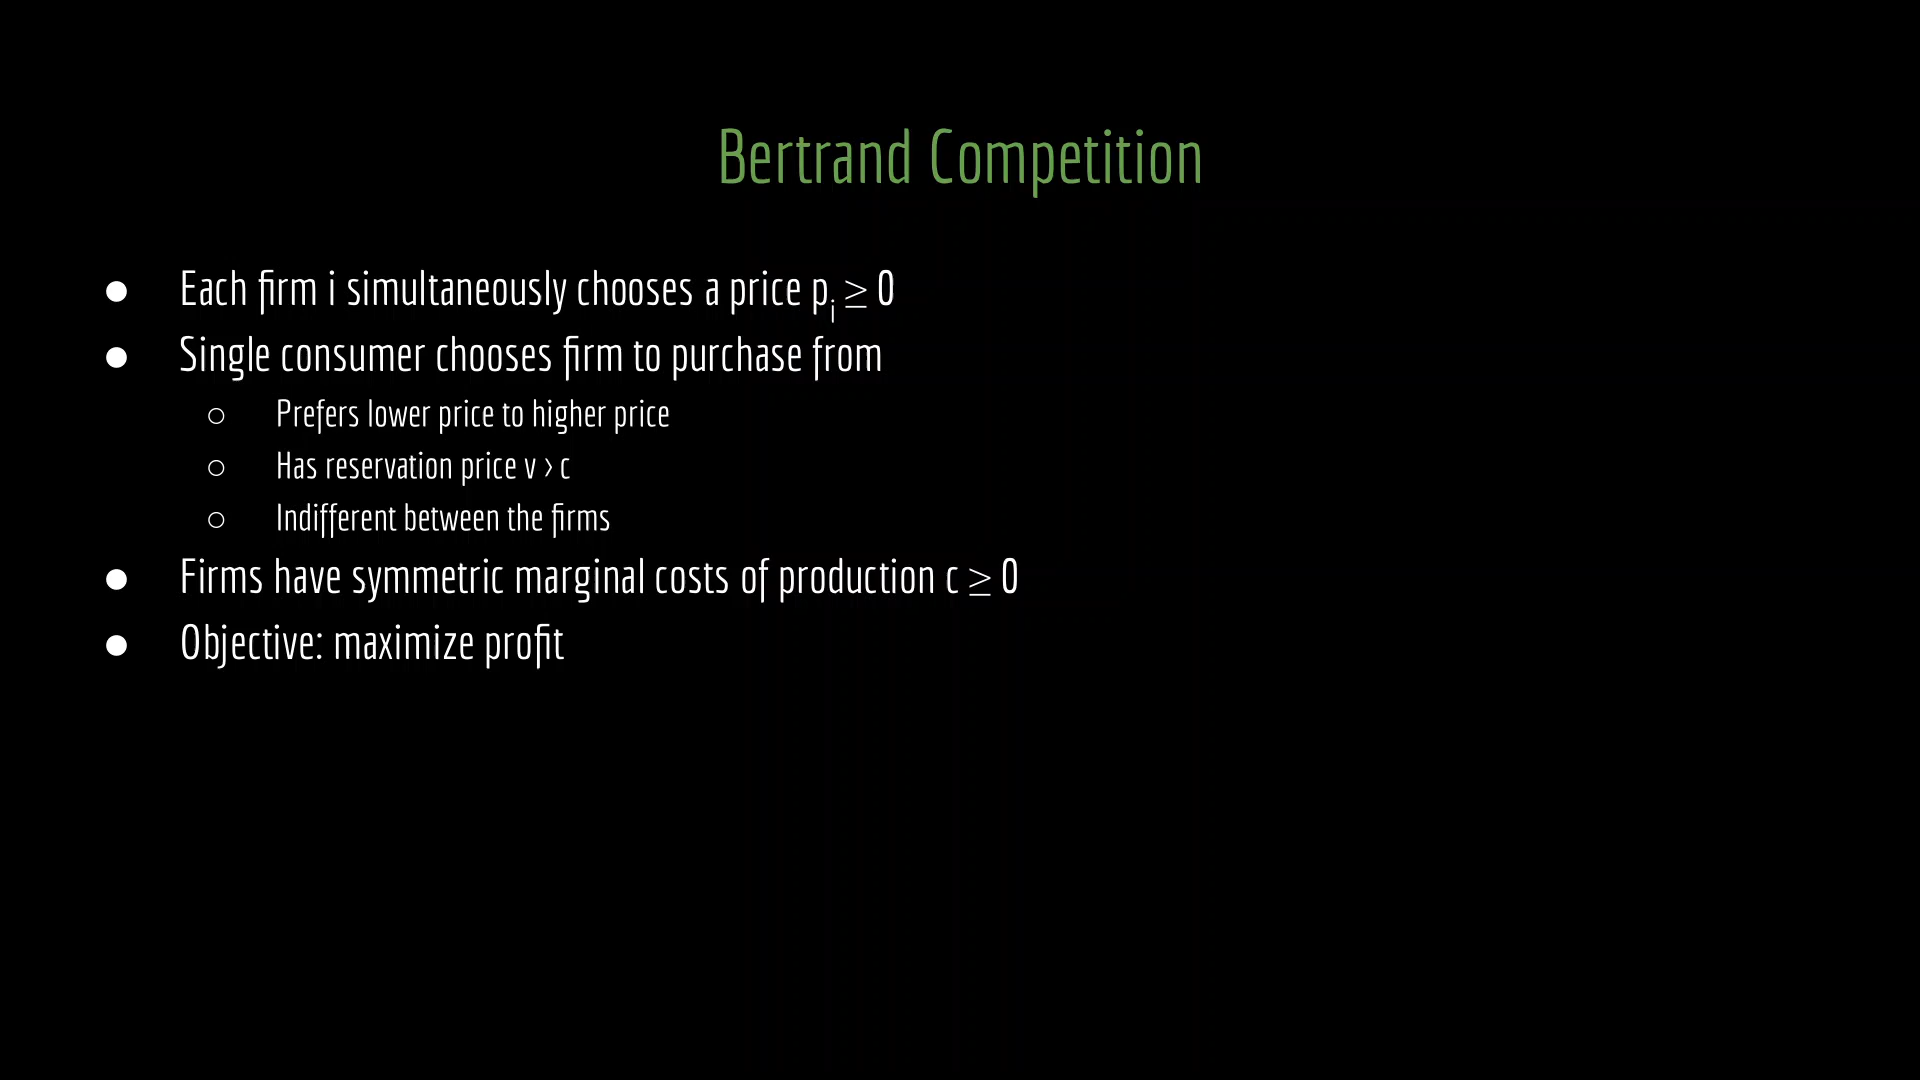 Bertrand Competition
● Each firm i simultaneously chooses a price pᵢ ≥ 0
● Single consumer chooses firm to purchase from
○ Prefers lower price to higher price
○ Has reservation price v > c
○ Indifferent between the firms
● Firms have symmetric marginal costs of production c ≥ 0
● Objective: maximize profit